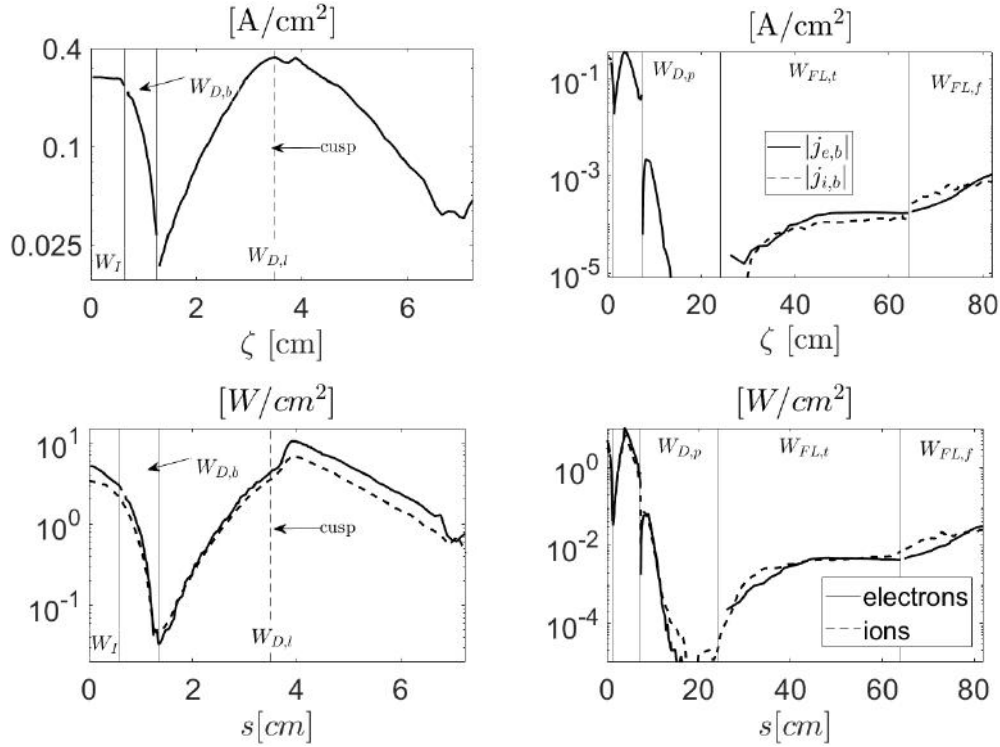 [A/cm²]
0.4
0.1
0.025
W_{D,b}
cusp
W_I
W_{D,l}
0 2 4 6
ζ [cm]
[A/cm²]
10⁻¹
10⁻³
10⁻⁵
W_{D,p}
W_{FL,t}
W_{FL,f}
|j_{e,b}|
|j_{i,b}|
0 20 40 60 80
ζ [cm]
[W/cm²]
10¹
10⁰
10⁻¹
W_{D,b}
cusp
W_I
W_{D,l}
0 2 4 6
s[cm]
[W/cm²]
10⁰
10⁻²
10⁻⁴
W_{D,p}
W_{FL,t}
W_{FL,f}
electrons
ions
0 20 40 60 80
s[cm]